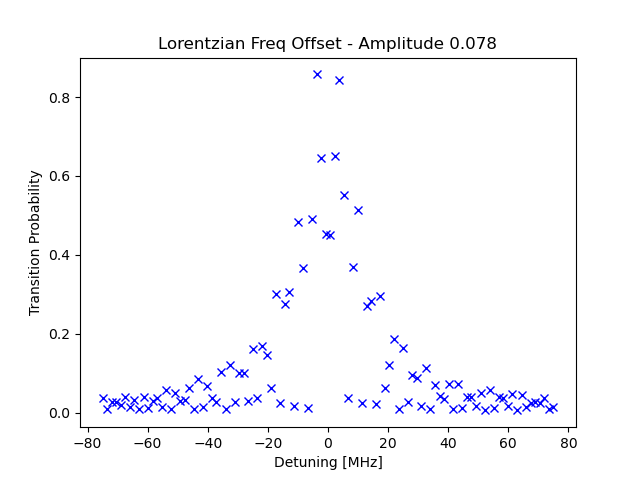 Lorentzian Freq Offset - Amplitude 0.078
Transition Probability
0.8
0.6
0.4
0.2
0.0
−80 −60 −40 −20 0 20 40 60 80
Detuning [MHz]